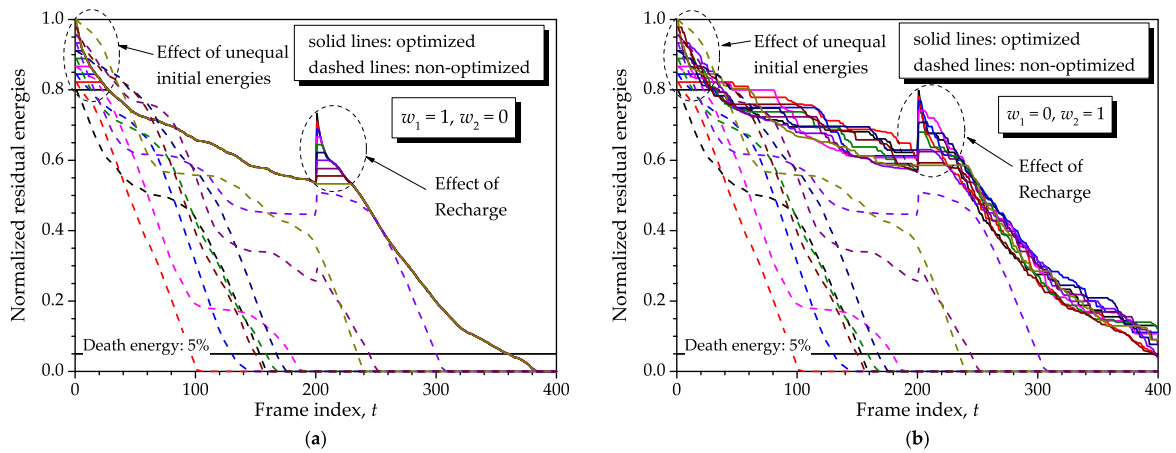 1.0
0.8
0.6
0.4
0.2
0.0
Normalized residual energies
Effect of unequal
initial energies
solid lines: optimized
dashed lines: non-optimized
w1 = 1, w2 = 0
Effect of
Recharge
Death energy: 5%
0 100 200 300 400
Frame index, t
(a)
1.0
0.8
0.6
0.4
0.2
0.0
Normalized residual energies
Effect of unequal
initial energies
solid lines: optimized
dashed lines: non-optimized
w1 = 0, w2 = 1
Effect of
Recharge
Death energy: 5%
0 100 200 300 400
Frame index, t
(b)